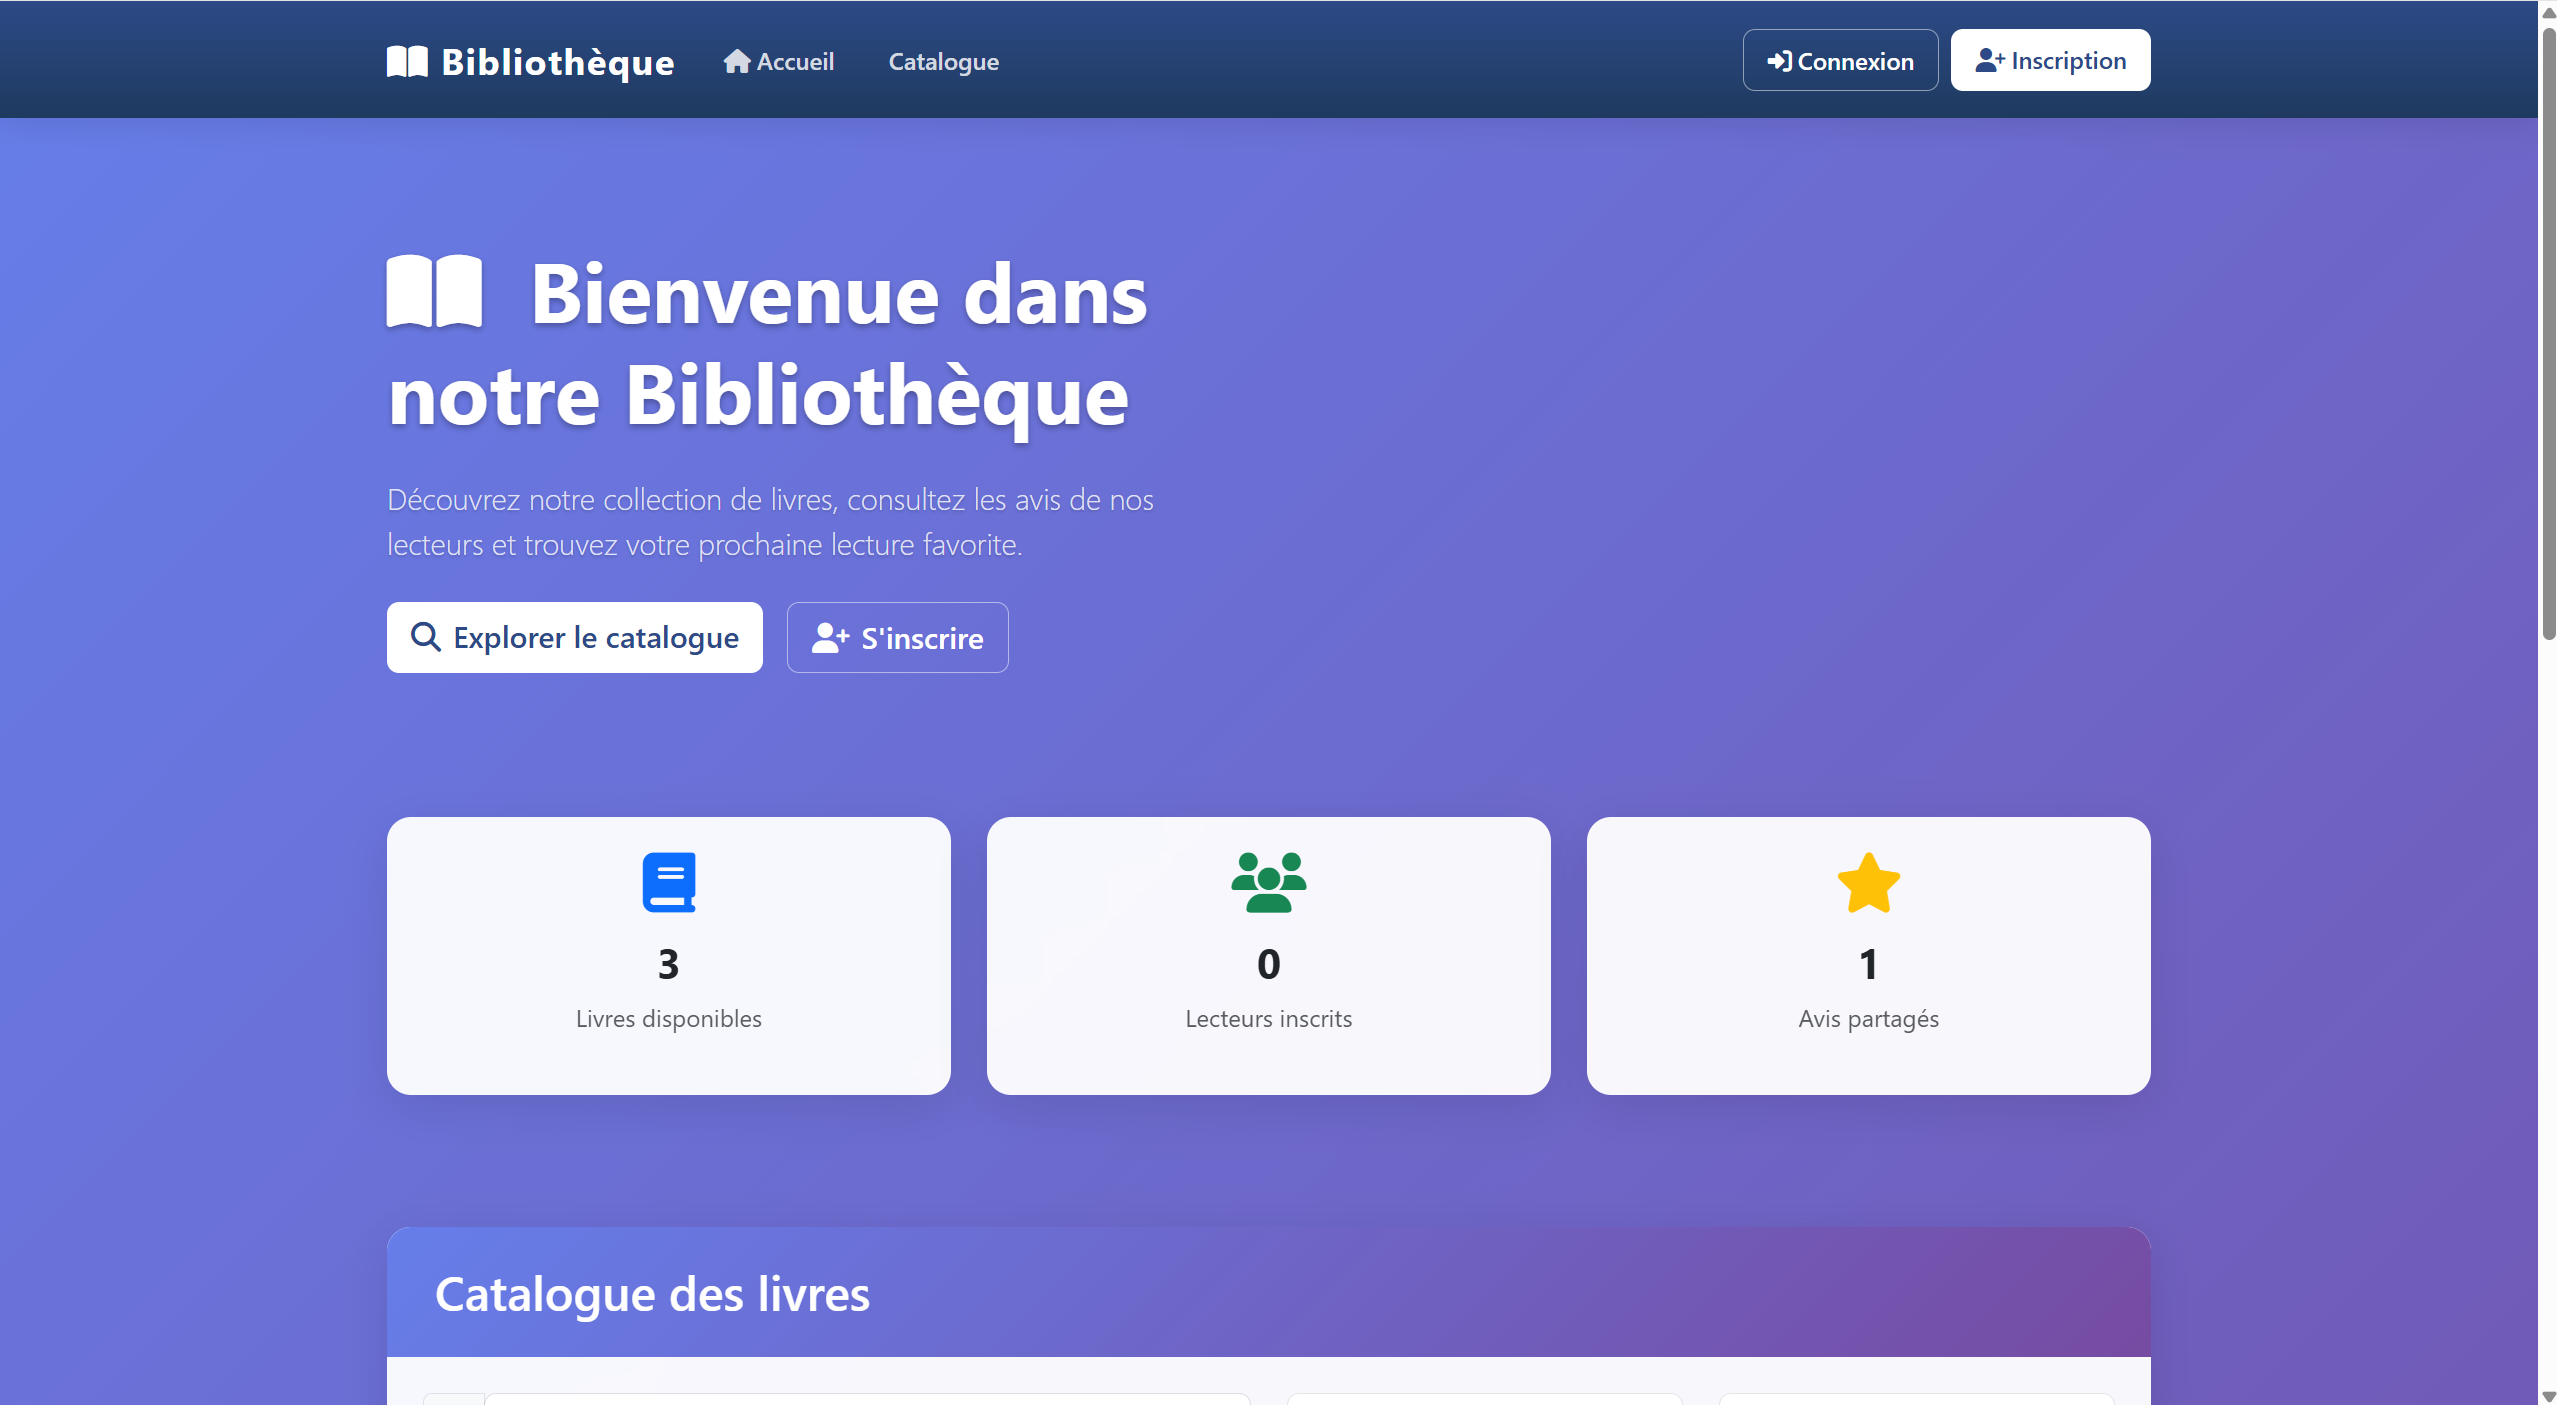 Bibliothèque
Accueil
Catalogue
Connexion
Inscription
Bienvenue dans
notre Bibliothèque
Découvrez notre collection de livres, consultez les avis de nos
lecteurs et trouvez votre prochaine lecture favorite.
Explorer le catalogue
S'inscrire
3
Livres disponibles
0
Lecteurs inscrits
1
Avis partagés
Catalogue des livres